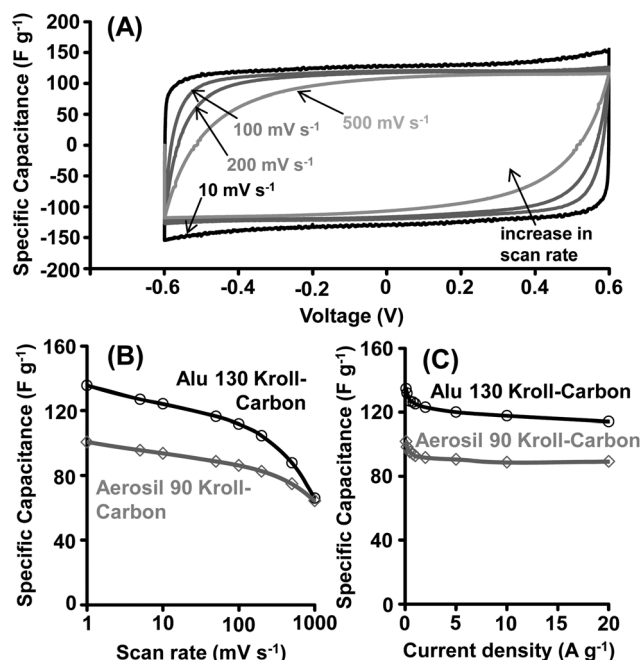 (A)
Specific Capacitance (F g⁻¹)
200
150
100
50
0
-50
-100
-150
-200
100 mV s⁻¹
500 mV s⁻¹
200 mV s⁻¹
10 mV s⁻¹
increase in
scan rate
-0.6
-0.4
-0.2
0
0.2
0.4
0.6
Voltage (V)
(B)
Specific Capacitance (F g⁻¹)
160
120
80
40
0
Alu 130 Kroll-
Carbon
Aerosil 90 Kroll-
Carbon
1
10
100
1000
Scan rate (mV s⁻¹)
(C)
Specific Capacitance (F g⁻¹)
160
120
80
40
0
Alu 130 Kroll-Carbon
Aerosil 90 Kroll-Carbon
0
5
10
15
20
Current density (A g⁻¹)